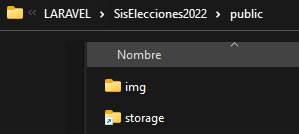 « LARAVEL > SisElecciones2022 > public
Nombre
img
storage